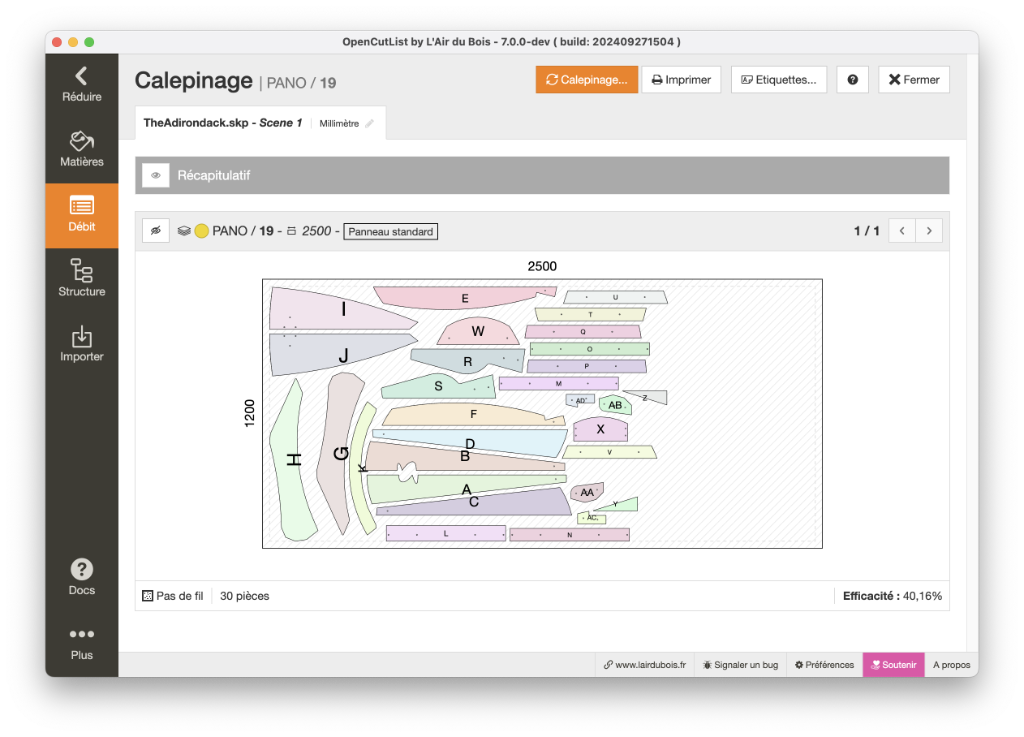 OpenCutList by L'Air du Bois - 7.0.0-dev ( build: 202409271504 )
Réduire
Matières
Débit
Structure
Importer
Docs
Plus
Calepinage | PANO / 19
Calepinage... Imprimer Etiquettes... Fermer
TheAdirondack.skp - Scene 1 Millimètre
Récapitulatif
PANO / 19 - 2500 - Panneau standard 1 / 1
2500
1200
I
E
U
T
W
Q
J
R
O
P
S
M
Z
AD
AB
F
X
D
B
V
G
H
K
A
C
AA
Y
AC
L
N
Pas de fil 30 pièces Efficacité : 40,16%
www.lairdubois.fr Signaler un bug Préférences Soutenir A propos